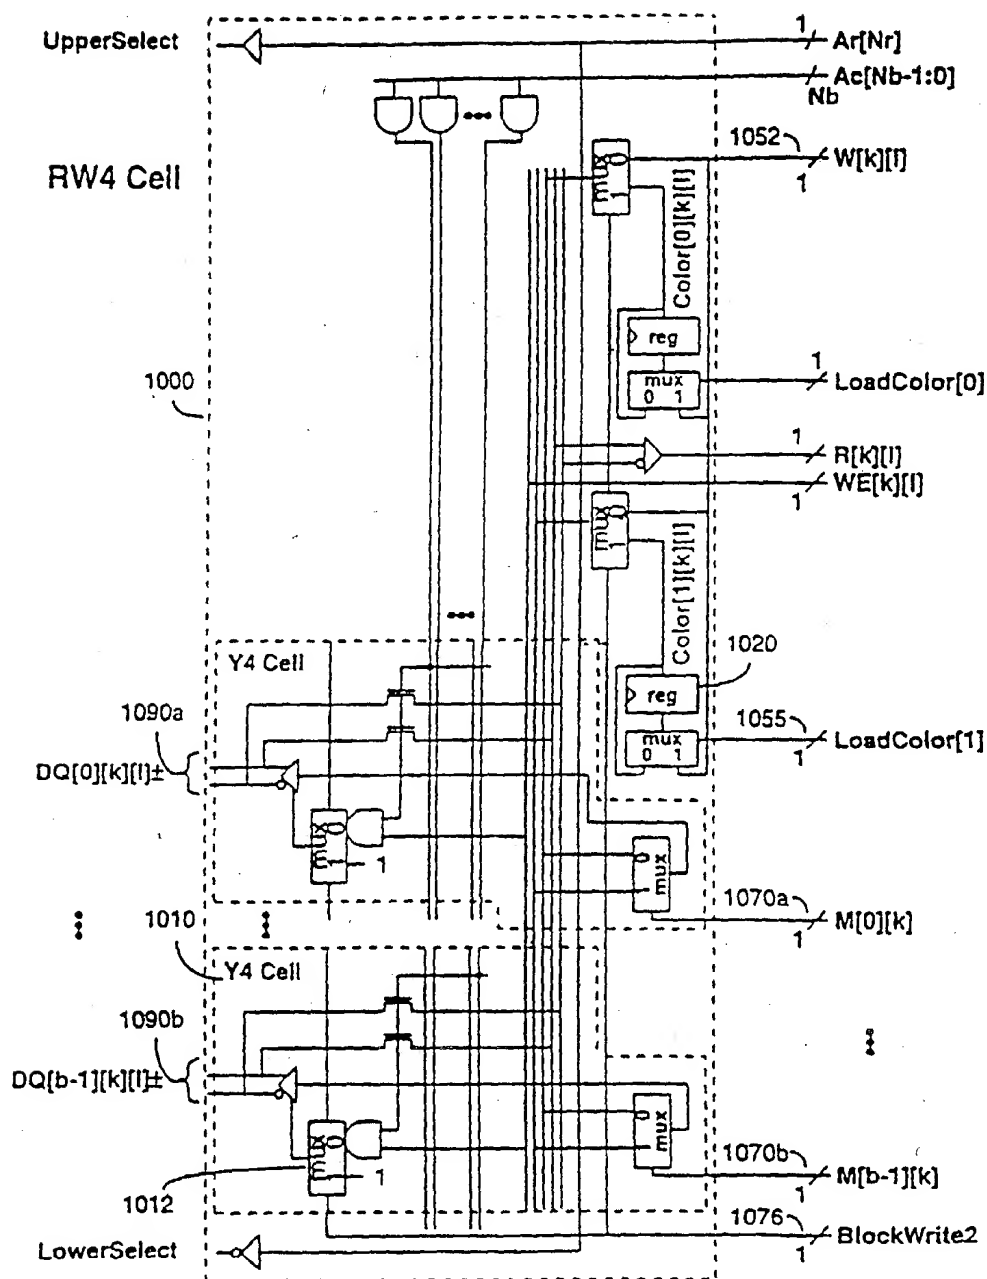 UpperSelect
1
Ar[Nr]
Ac[Nb-1:0]
Nb
RW4 Cell
1052
W[k][l]
1
mux
0
1
Color[0][k][l]
reg
1000
mux
0 1
1
LoadColor[0]
1
R[k][l]
WE[k][l]
1
mux
0
1
Color[1][k][l]
1020
reg
Y4 Cell
1090a
1055
mux
0 1
LoadColor[1]
1
DQ[0][k][l]±
mux
0
1
1
0
mux
1
1070a
M[0][k]
1
1010
Y4 Cell
1090b
DQ[b-1][k][l]±
mux
0
1
1
0
mux
1
1070b
M[b-1][k]
1
1012
1076
BlockWrite2
1
LowerSelect